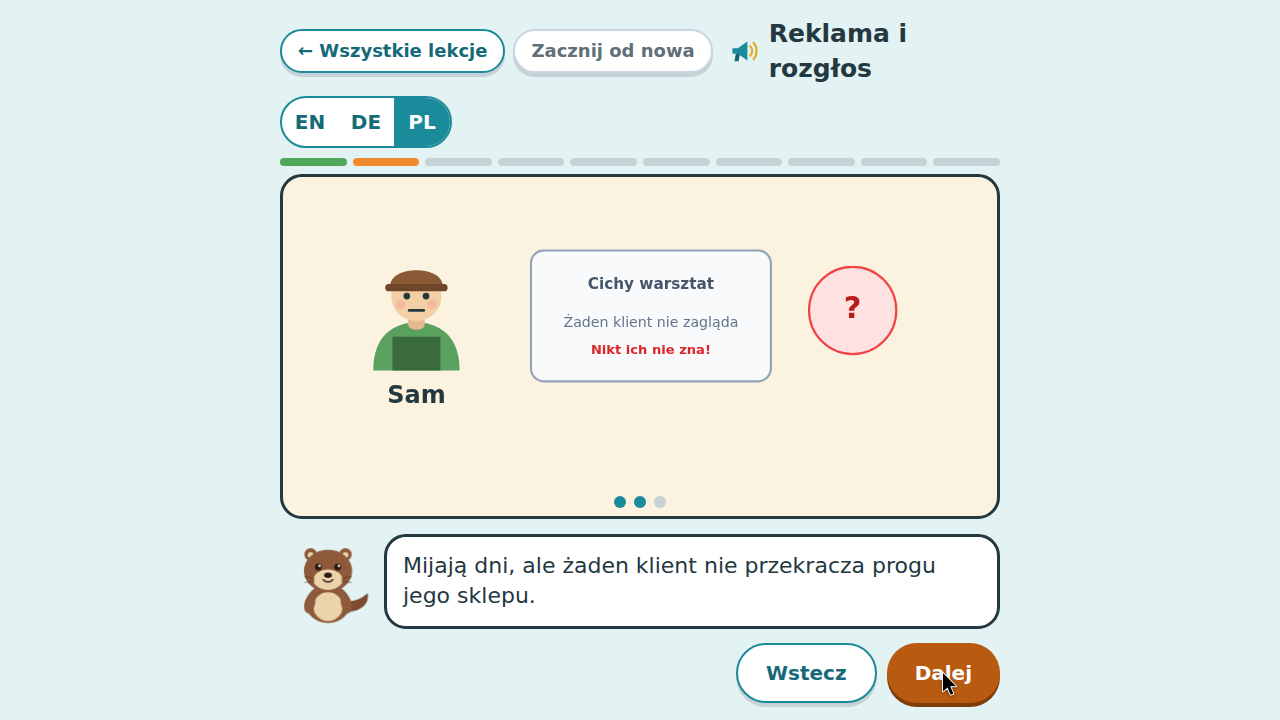 ← Wszystkie lekcje
Zacznij od nowa
Reklama i
rozgłos
EN DE PL
Cichy warsztat
Żaden klient nie zagląda
Nikt ich nie zna!
?
Sam
Mijają dni, ale żaden klient nie przekracza progu
jego sklepu.
Wstecz
Dalej